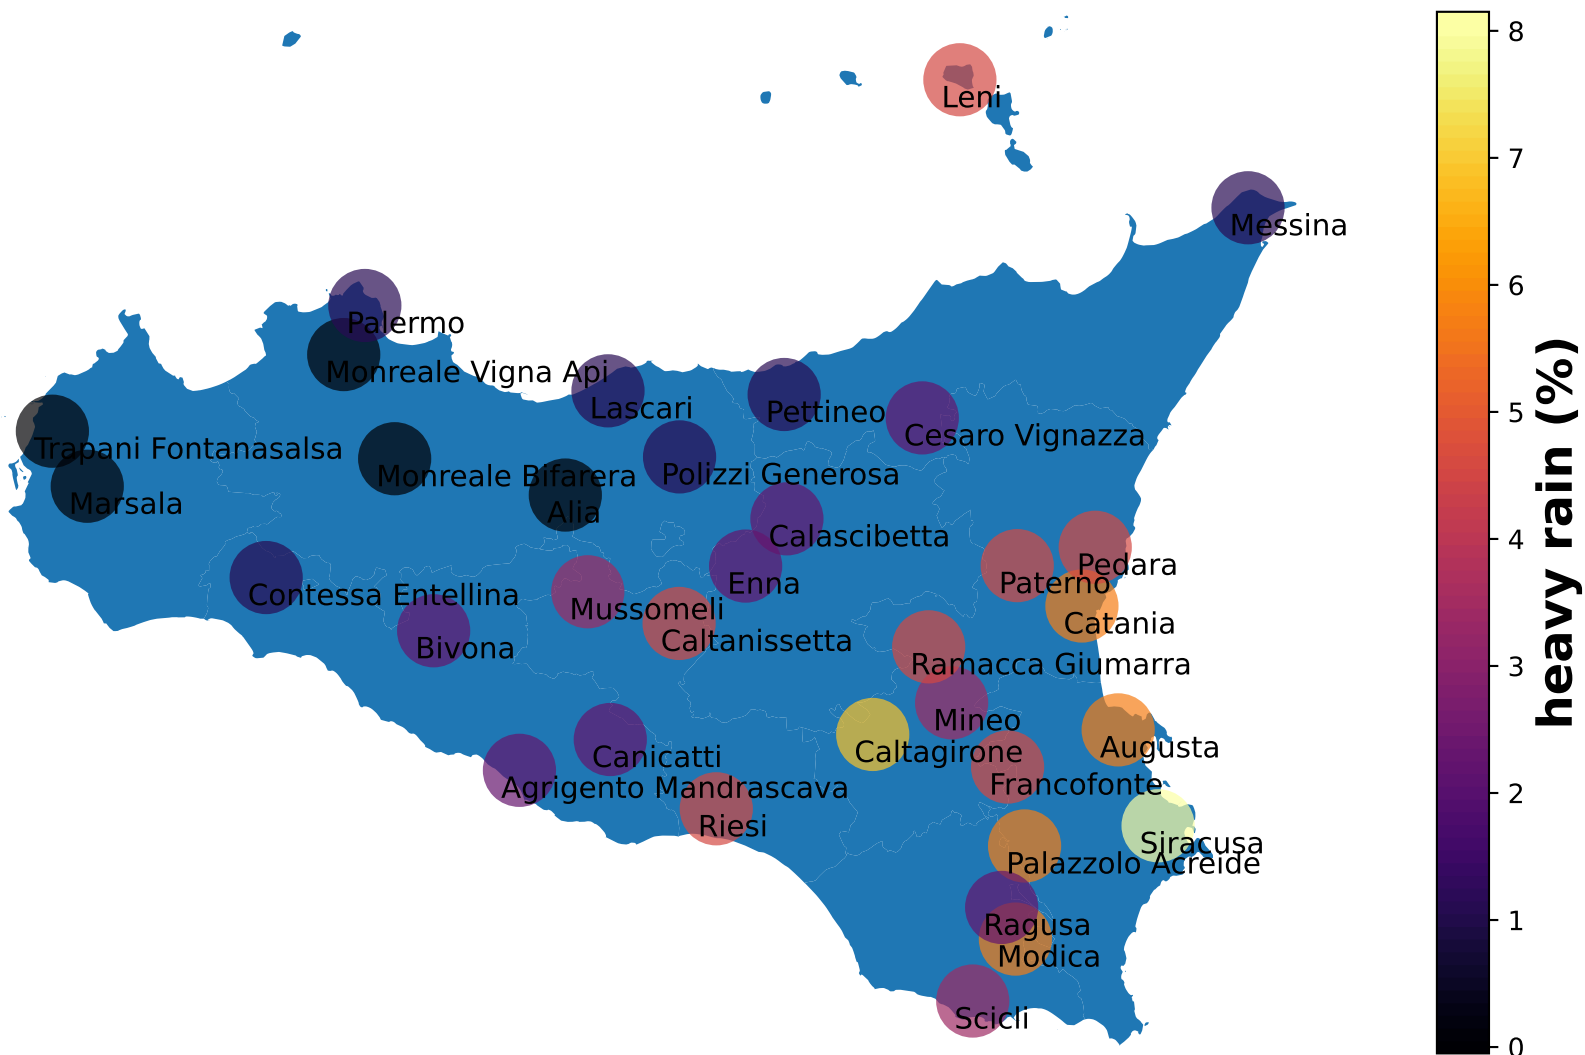 8
Leni
7
Messina
6
Palermo
Monreale Vigna Api
Lascari
Pettineo
5
Cesaro Vignazza
Trapani Fontanasalsa
Monreale Bifarera
Polizzi Generosa
Marsala
Alia
Calascibetta
4
Pedara
Enna
Paterno
Contessa Entellina
Mussomeli
Catania
Caltanissetta
Bivona
Ramacca Giumarra
3
Mineo
Augusta
Caltagirone
Canicatti
Francofonte
Agrigento Mandrascava
2
Riesi
Siracusa
Palazzolo Acreide
1
Ragusa
Modica
Scicli
0
heavy rain (%)